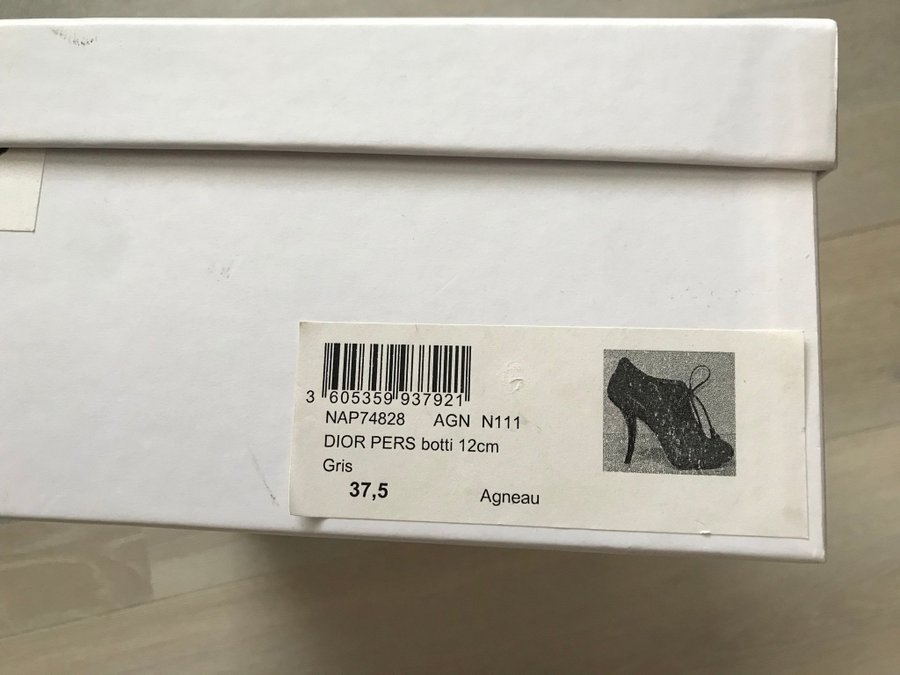 3 605359 937921
NAP74828 AGN N111
DIOR PERS botti 12cm
Gris
37,5 Agneau